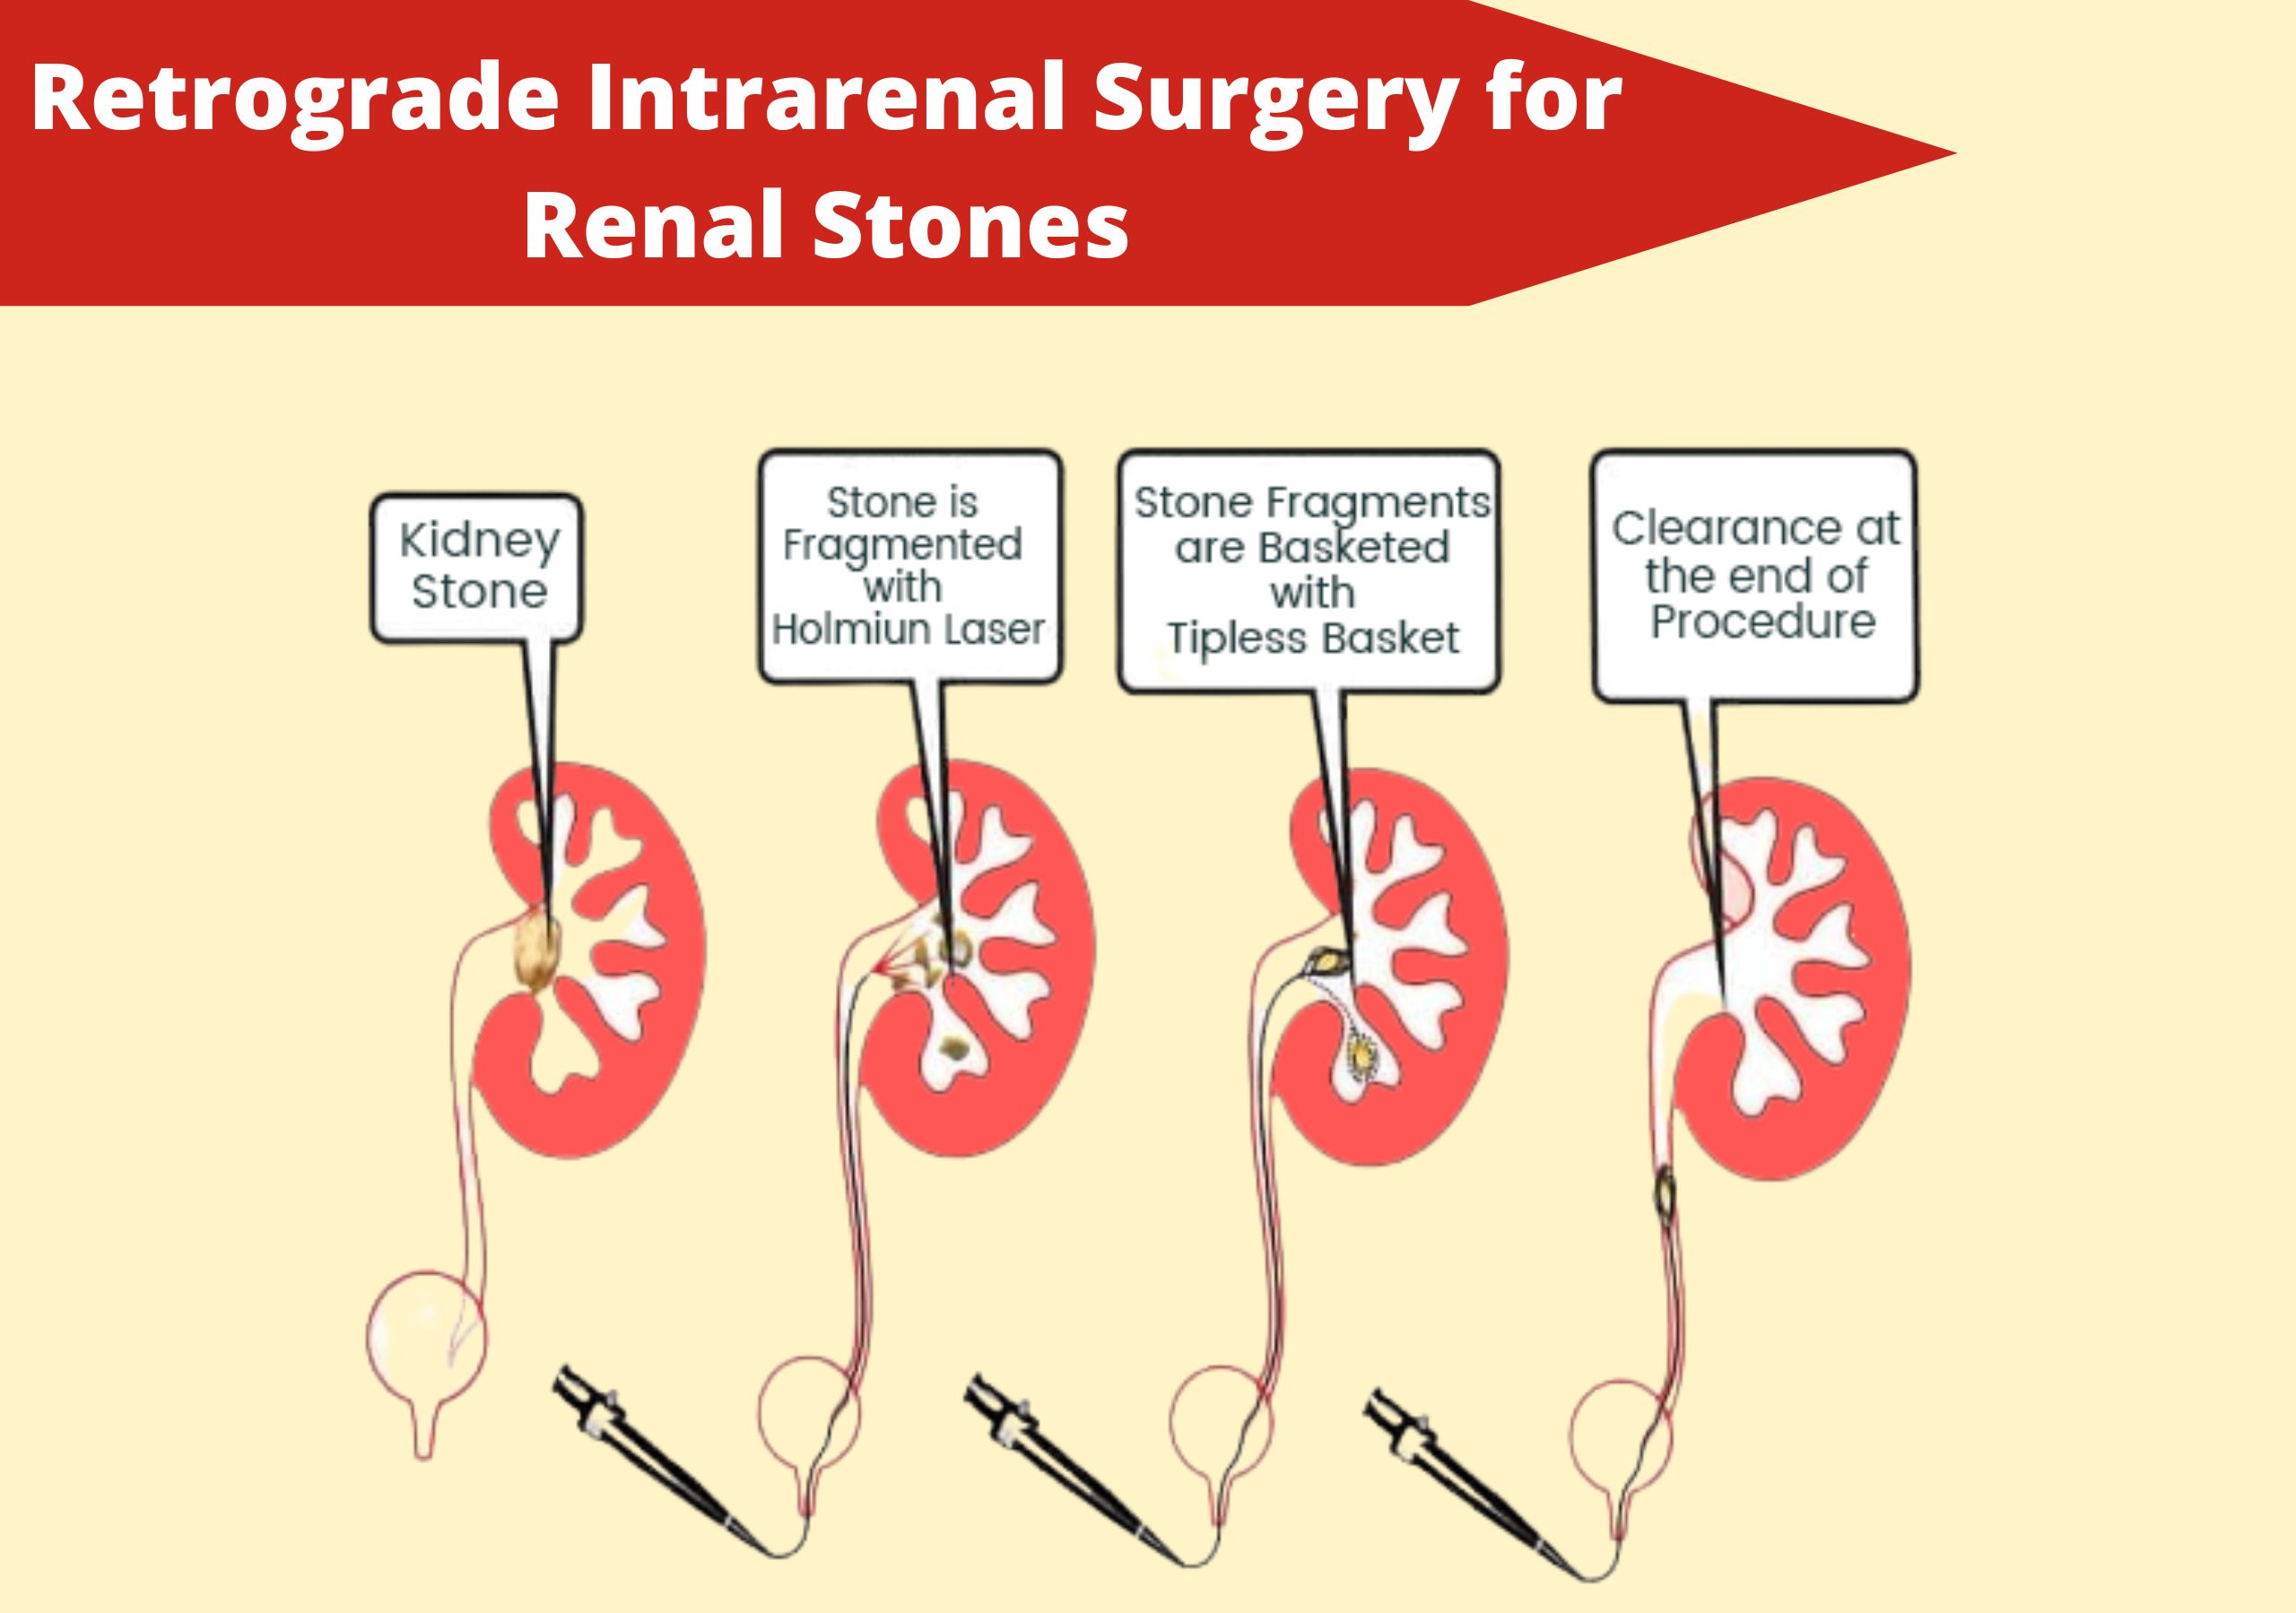 Retrograde Intrarenal Surgery for
Renal Stones
Kidney
Stone
Stone is
Fragmented
with
Holmiun Laser
Stone Fragments
are Basketed
with
Tipless Basket
Clearance at
the end of
Procedure